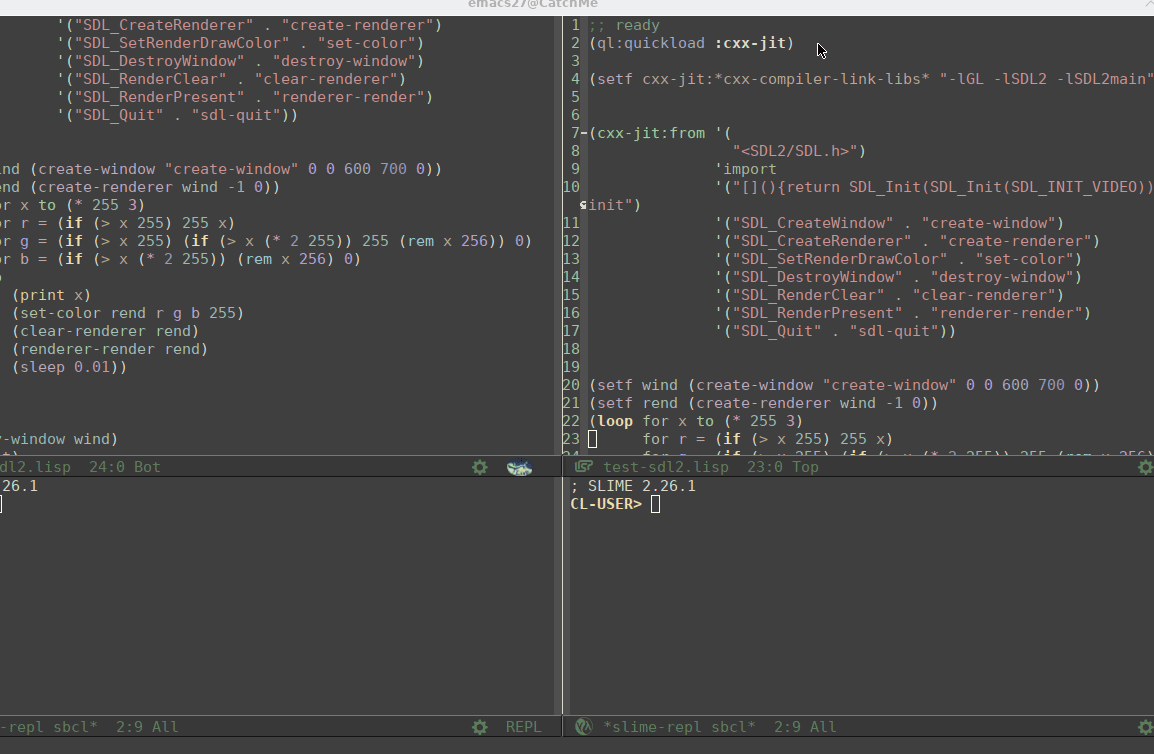 emacs27@CatchMe
'("SDL_CreateRenderer" . "create-renderer")
'("SDL_SetRenderDrawColor" . "set-color")
'("SDL_DestroyWindow" . "destroy-window")
'("SDL_RenderClear" . "clear-renderer")
'("SDL_RenderPresent" . "renderer-render")
'("SDL_Quit" . "sdl-quit"))
ind (create-window "create-window" 0 0 600 700 0))
end (create-renderer wind -1 0))
or x to (* 255 3)
or r = (if (> x 255) 255 x)
or g = (if (> x 255) (if (> x (* 2 255)) 255 (rem x 256)) 0)
or b = (if (> x (* 2 255)) (rem x 256) 0)
(print x)
(set-color rend r g b 255)
(clear-renderer rend)
(renderer-render rend)
(sleep 0.01))
y-window wind)
dl2.lisp 24:0 Bot
26.1
-repl sbcl* 2:9 All REPL
1 ;; ready
2 (ql:quickload :cxx-jit)
3
4 (setf cxx-jit:*cxx-compiler-link-libs* "-lGL -lSDL2 -lSDL2main"
5
6
7 (cxx-jit:from '(
8 "<SDL2/SDL.h>")
9 'import
10 '("[](){return SDL_Init(SDL_Init(SDL_INIT_VIDEO))
init")
11 '("SDL_CreateWindow" . "create-window")
12 '("SDL_CreateRenderer" . "create-renderer")
13 '("SDL_SetRenderDrawColor" . "set-color")
14 '("SDL_DestroyWindow" . "destroy-window")
15 '("SDL_RenderClear" . "clear-renderer")
16 '("SDL_RenderPresent" . "renderer-render")
17 '("SDL_Quit" . "sdl-quit"))
18
19
20 (setf wind (create-window "create-window" 0 0 600 700 0))
21 (setf rend (create-renderer wind -1 0))
22 (loop for x to (* 255 3)
23 for r = (if (> x 255) 255 x)
24 for g = (if (> x 255) (if (> x (* 2 255)) 255 (rem x 256)
test-sdl2.lisp 23:0 Top
; SLIME 2.26.1
CL-USER>
*slime-repl sbcl* 2:9 All